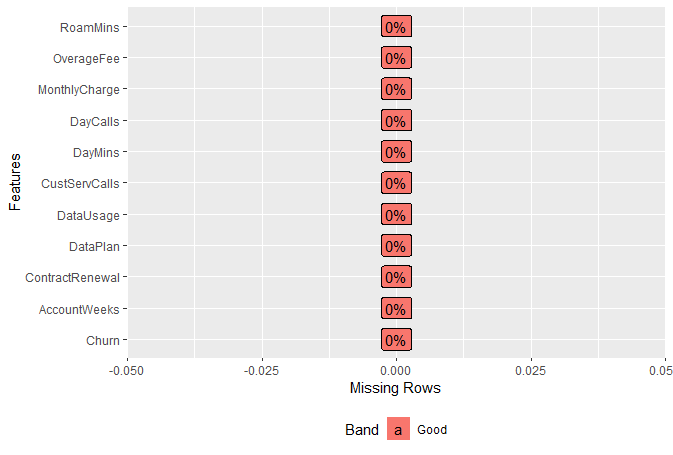 Features
RoamMins 0%
OverageFee 0%
MonthlyCharge 0%
DayCalls 0%
DayMins 0%
CustServCalls 0%
DataUsage 0%
DataPlan 0%
ContractRenewal 0%
AccountWeeks 0%
Churn 0%
-0.050 -0.025 0.000 0.025 0.05
Missing Rows
Band a Good